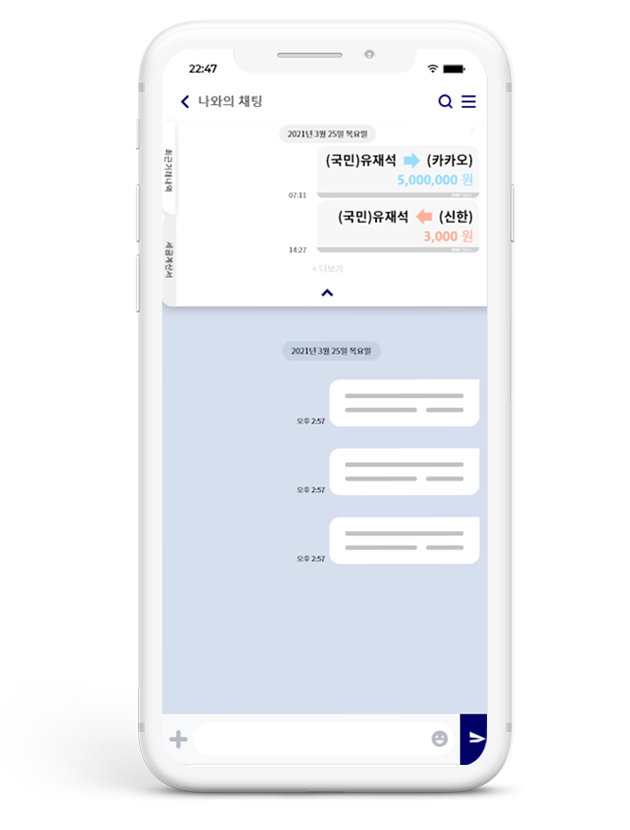 22:47
나와의 채팅
2021년 3월 25일 목요일
최근거래내역
(국민)유재석 (카카오)
5,000,000 원
07:11
(국민)유재석 (신한)
3,000 원
14:27
세금계산서
+ 더보기
2021년 3월 25일 목요일
오후 2:57
오후 2:57
오후 2:57